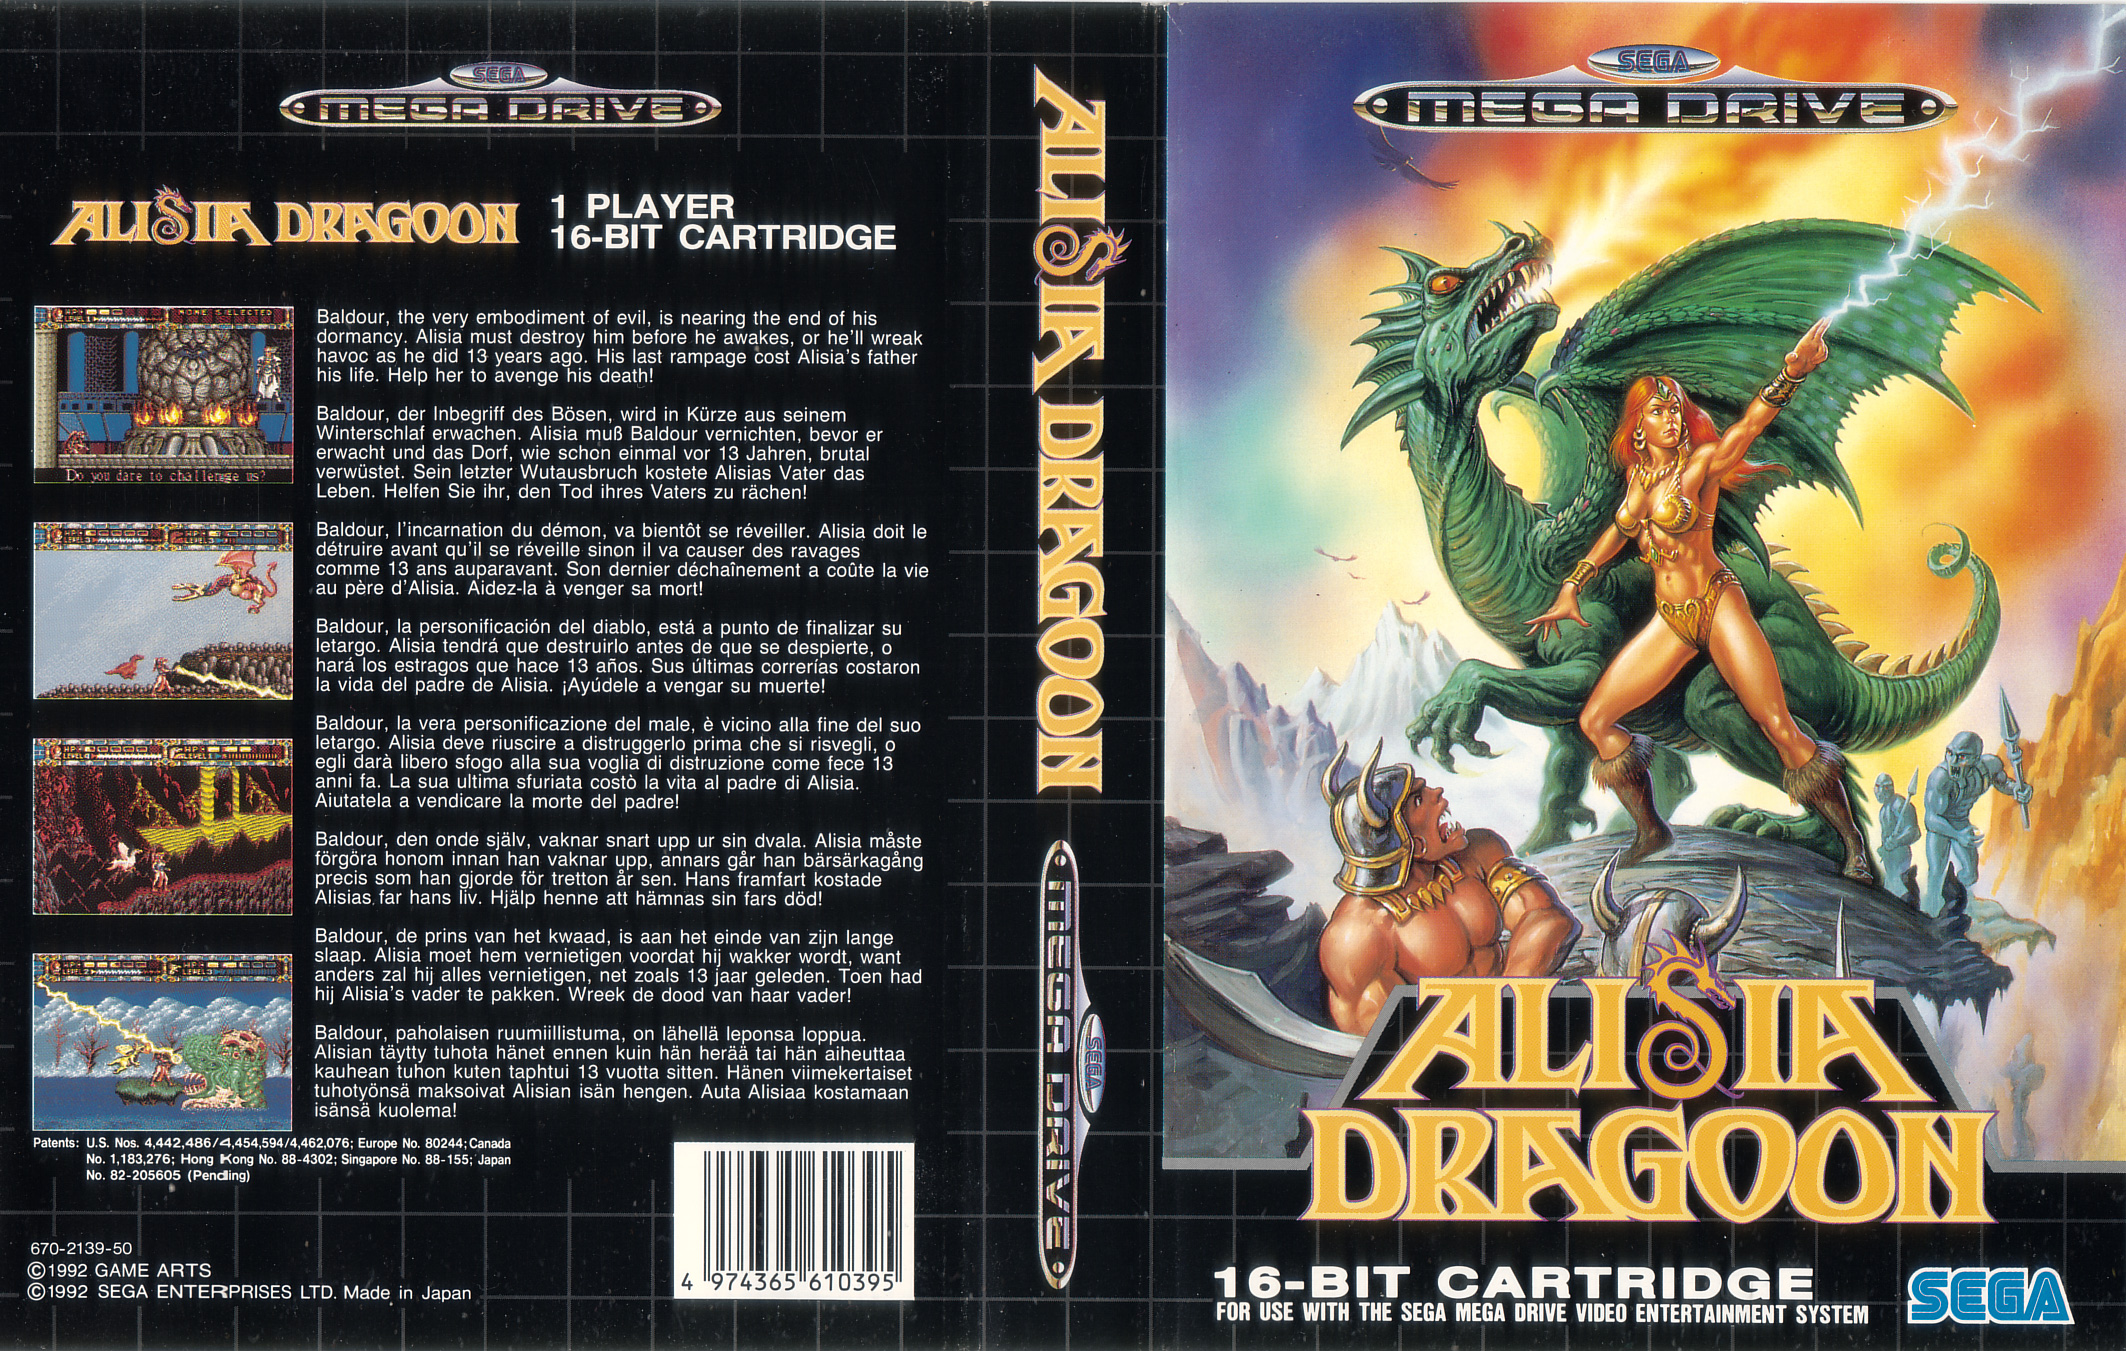 SEGA
MEGA DRIVE
ALISIA DRAGOON
1 PLAYER
16-BIT CARTRIDGE
NONE SELECTED
LEVEL 1
Do you dare to challenge us?
Baldour, the very embodiment of evil, is nearing the end of his
dormancy. Alisia must destroy him before he awakes, or he'll wreak
havoc as he did 13 years ago. His last rampage cost Alisia's father
his life. Help her to avenge his death!
Baldour, der Inbegriff des Bösen, wird in Kürze aus seinem
Winterschlaf erwachen. Alisia muß Baldour vernichten, bevor er
erwacht und das Dorf, wie schon einmal vor 13 Jahren, brutal
verwüstet. Sein letzter Wutausbruch kostete Alisias Vater das
Leben. Helfen Sie ihr, den Tod ihres Vaters zu rächen!
Baldour, l'incarnation du démon, va bientôt se réveiller. Alisia doit le
détruire avant qu'il se réveille sinon il va causer des ravages
comme 13 ans auparavant. Son dernier déchaînement a coûte la vie
au père d'Alisia. Aidez-la à venger sa mort!
Baldour, la personificación del diablo, está a punto de finalizar su
letargo. Alisia tendrá que destruirlo antes de que se despierte, o
hará los estragos que hace 13 años. Sus últimas correrías costaron
la vida del padre de Alisia. ¡Ayúdele a vengar su muerte!
Baldour, la vera personificazione del male, è vicino alla fine del suo
letargo. Alisia deve riuscire a distruggerlo prima che si risvegli, o
egli darà libero sfogo alla sua voglia di distruzione come fece 13
anni fa. La sua ultima sfuriata costò la vita al padre di Alisia.
Aiutatela a vendicare la morte del padre!
Baldour, den onde själv, vaknar snart upp ur sin dvala. Alisia måste
förgöra honom innan han vaknar upp, annars går han bärsärkagång
precis som han gjorde för tretton år sen. Hans framfart kostade
Alisias far hans liv. Hjälp henne att hämnas sin fars död!
Baldour, de prins van het kwaad, is aan het einde van zijn lange
slaap. Alisia moet hem vernietigen voordat hij wakker wordt, want
anders zal hij alles vernietigen, net zoals 13 jaar geleden. Toen had
hij Alisia's vader te pakken. Wreek de dood van haar vader!
Baldour, paholaisen ruumiillistuma, on lähellä leponsa loppua.
Alisian täytty tuhota hänet ennen kuin hän herää tai hän aiheuttaa
kauhean tuhon kuten taphtui 13 vuotta sitten. Hänen viimekertaiset
tuhotyönsä maksoivat Alisian isän hengen. Auta Alisiaa kostamaan
isänsä kuolema!
Patents: U.S. Nos. 4,442,486/4,454,594/4,462,076; Europe No. 80244; Canada
No. 1,183,276; Hong Kong No. 88-4302; Singapore No. 88-155; Japan
No. 82-205605 (Pending)
670-2139-50
©1992 GAME ARTS
©1992 SEGA ENTERPRISES LTD. Made in Japan
4 974365 610395
ALISIA DRAGOON
SEGA
MEGA DRIVE
SEGA
MEGA DRIVE
ALISIA
DRAGOON
16-BIT CARTRIDGE
FOR USE WITH THE SEGA MEGA DRIVE VIDEO ENTERTAINMENT SYSTEM
SEGA